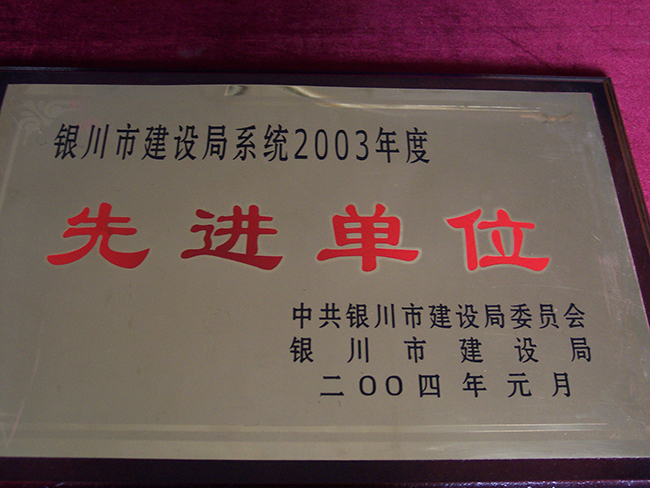 银川市建设局系统2003年度
先进单位
中共银川市建设局委员会
银川市建设局
二OO四年元月